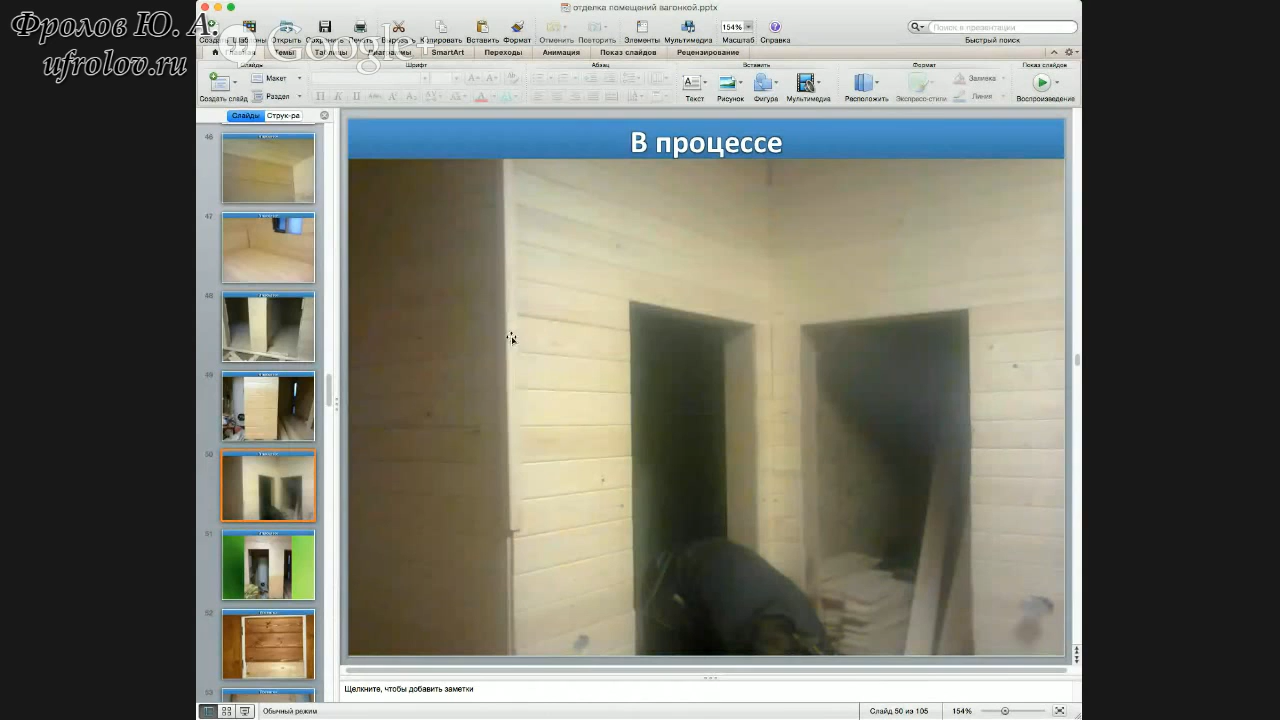 отделка помещений вагонкой.pptx
Фролов Ю. А.
ufrolov.ru
Google+
Открыть
Копировать Вставить Формат Отменить Повторить Элементы Мультимедиа Масштаб Справка
154%
Поиск в презентации
Быстрый поиск
Темы Таблицы Диаграммы SmartArt Переходы Анимация Показ слайдов Рецензирование
Слайды Шрифт Абзац Вставить Формат Показ слайдов
Макет
Раздел
Создать слайд
Текст Рисунок Фигура Мультимедиа Расположить Экспресс-стили Воспроизведение
Заливка
Линия
Слайды Струк-ра
46
47
48
49
50
51
52
53
В процессе
Щелкните, чтобы добавить заметки
Обычный режим Слайд 50 из 105 154%